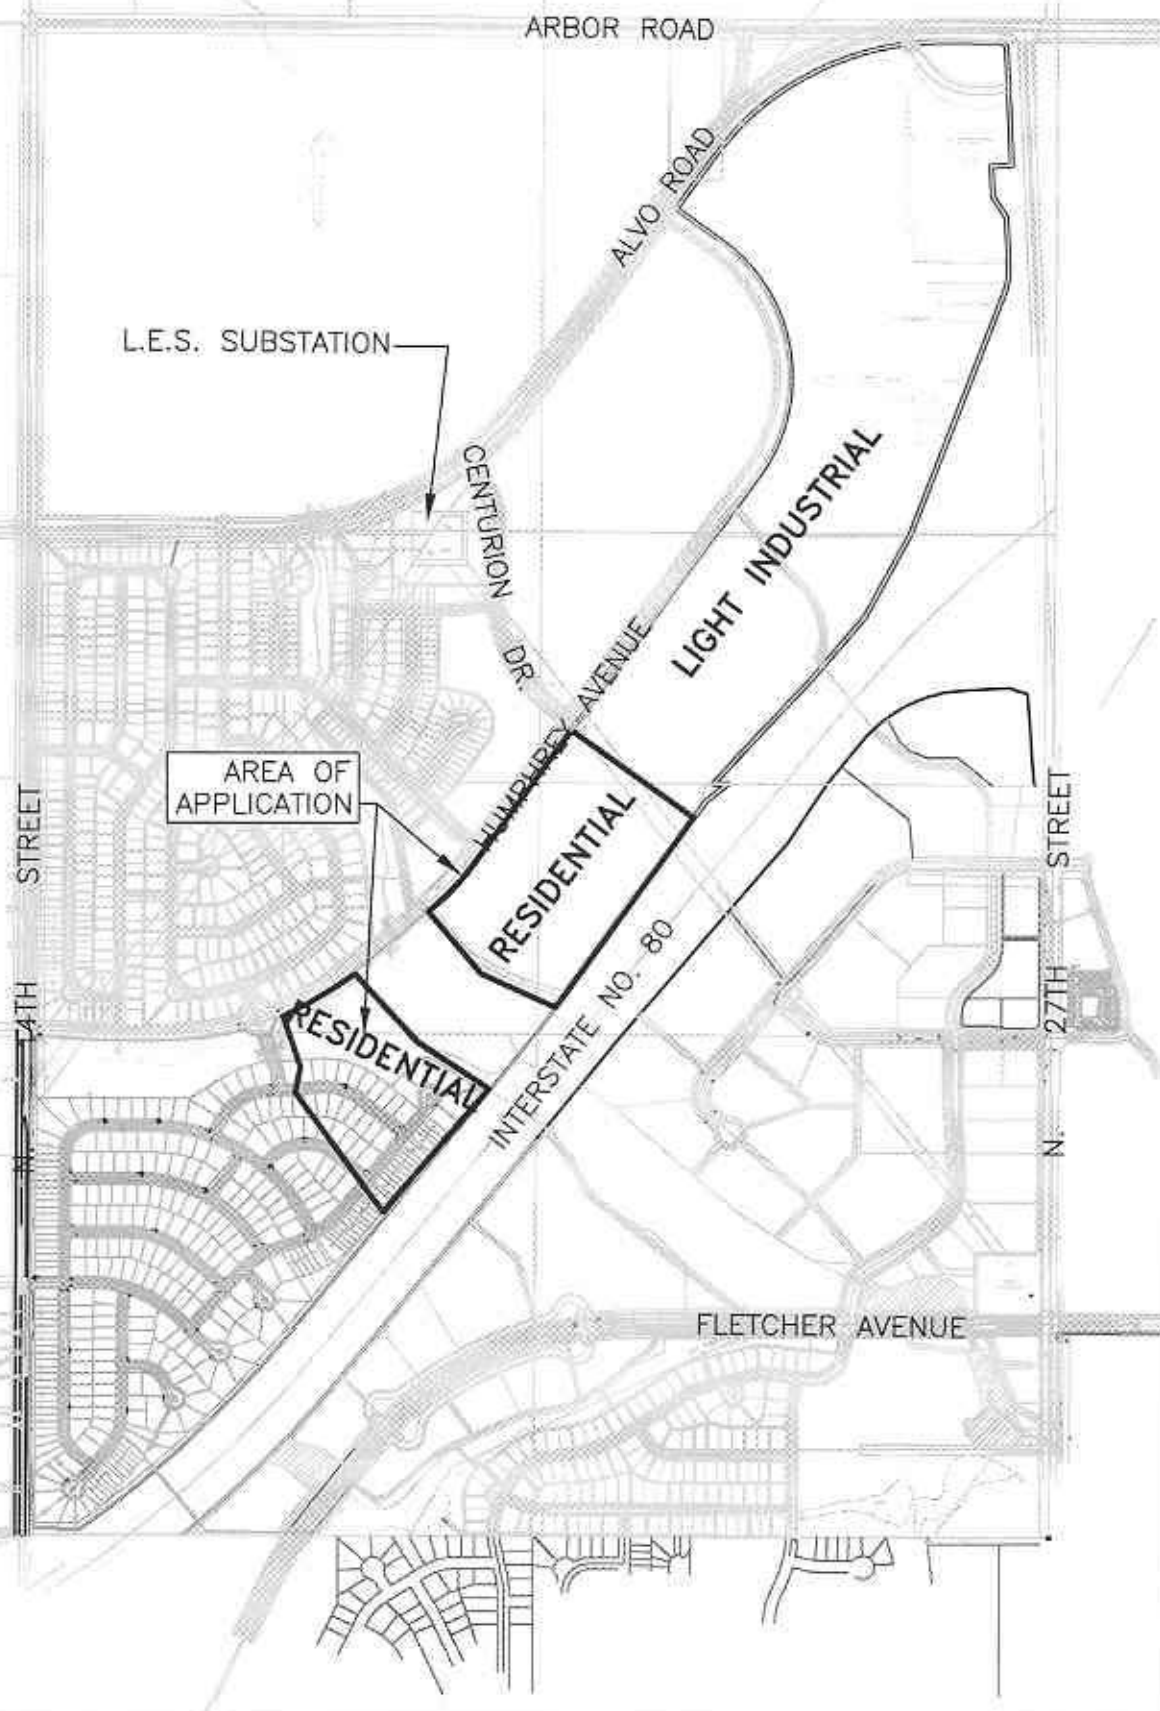 ARBOR ROAD
ALVO ROAD
L.E.S. SUBSTATION
CENTURION DR.
LIGHT INDUSTRIAL
HUMPHREY AVENUE
AREA OF
APPLICATION
RESIDENTIAL
RESIDENTIAL
INTERSTATE NO. 80
N. 14TH STREET
N. 27TH STREET
FLETCHER AVENUE